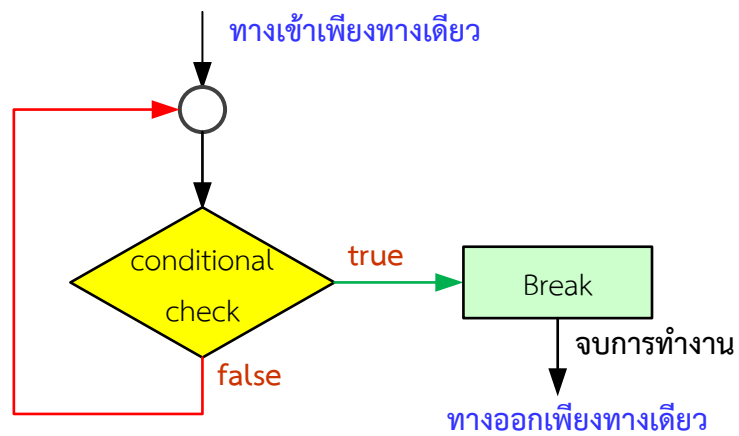 ทางเข้าเพียงทางเดียว
conditional
check
true
Break
false
จบการทำงาน
ทางออกเพียงทางเดียว